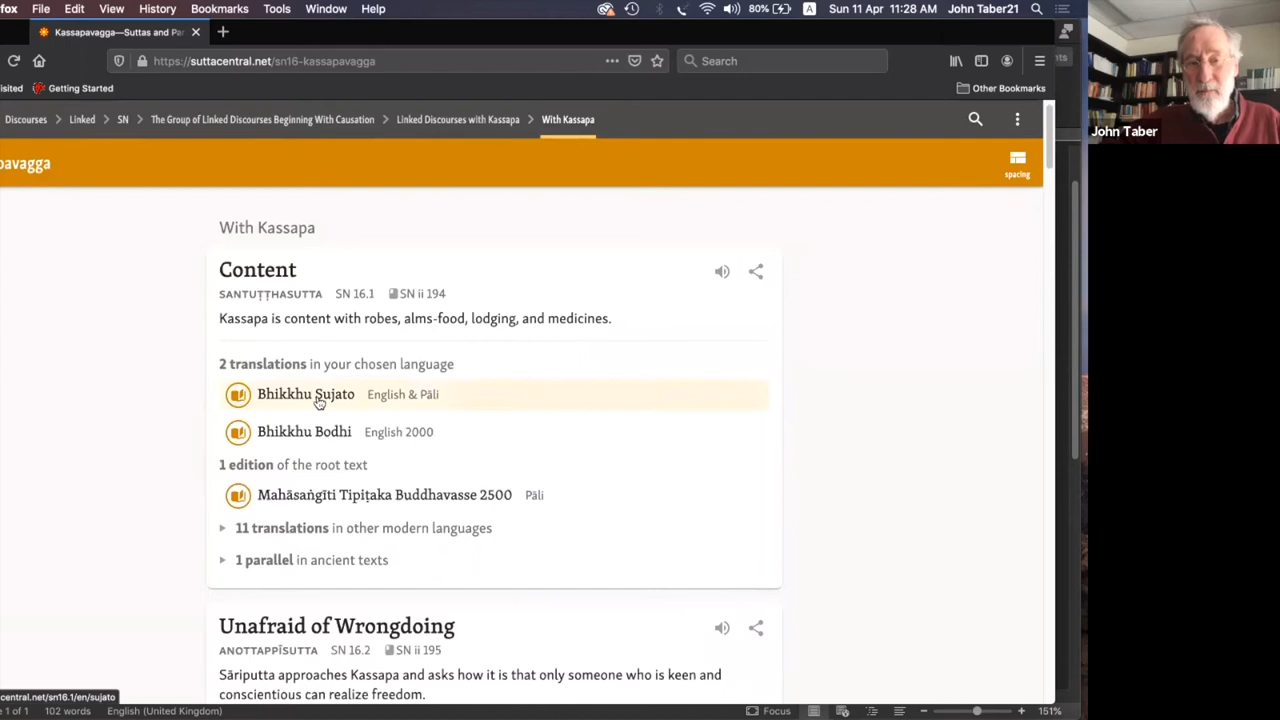 fox File Edit View History Bookmarks Tools Window Help 80% A Sun 11 Apr 11:28 AM John Taber21
Kassapavagga—Suttas and Par
https://suttacentral.net/sn16-kassapavagga Search
isited Getting Started Other Bookmarks
nts
Discourses Linked SN The Group of Linked Discourses Beginning With Causation Linked Discourses with Kassapa With Kassapa
John Taber
pavagga
spacing
With Kassapa
Content
SANTUṬṬHASUTTA SN 16.1 SN ii 194
Kassapa is content with robes, alms-food, lodging, and medicines.
2 translations in your chosen language
Bhikkhu Sujato English & Pāli
Bhikkhu Bodhi English 2000
1 edition of the root text
Mahāsaṅgīti Tipiṭaka Buddhavasse 2500 Pāli
11 translations in other modern languages
1 parallel in ancient texts
Unafraid of Wrongdoing
ANOTTAPPĪSUTTA SN 16.2 SN ii 195
Sāriputta approaches Kassapa and asks how it is that only someone who is keen and
conscientious can realize freedom.
central.net/sn16.1/en/sujato
e 1 of 1 102 words English (United Kingdom) Focus 151%